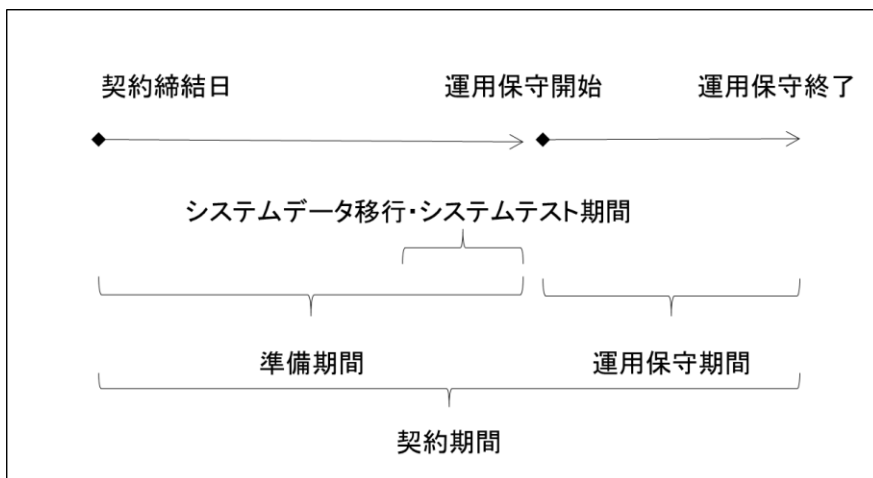 契約締結日 運用保守開始 運用保守終了
システムデータ移行・システムテスト期間
準備期間 運用保守期間
契約期間